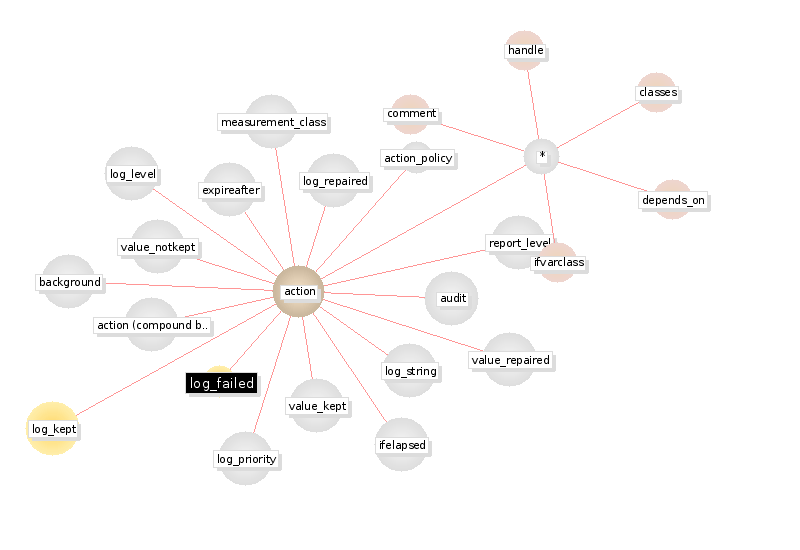 handle
classes
comment
measurement_class
*
action_policy
log_level
log_repaired
expireafter
depends_on
value_notkept
report_level
ifvarclass
background
action
audit
action (compound b..
value_repaired
log_string
log_failed
value_kept
log_kept
ifelapsed
log_priority